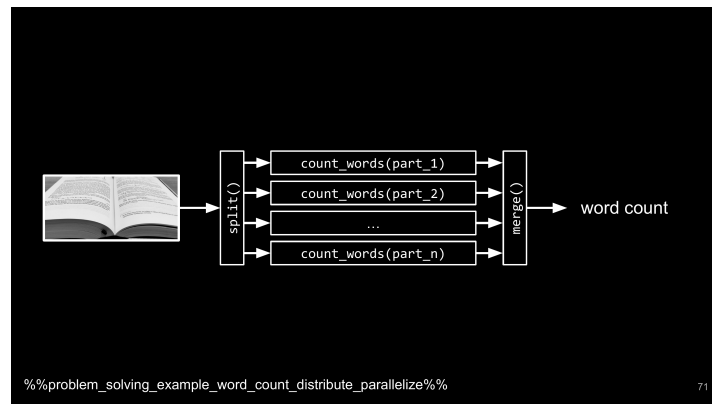 split()
count_words(part_1)
count_words(part_2)
...
count_words(part_n)
merge()
word count
%%problem_solving_example_word_count_distribute_parallelize%%
71